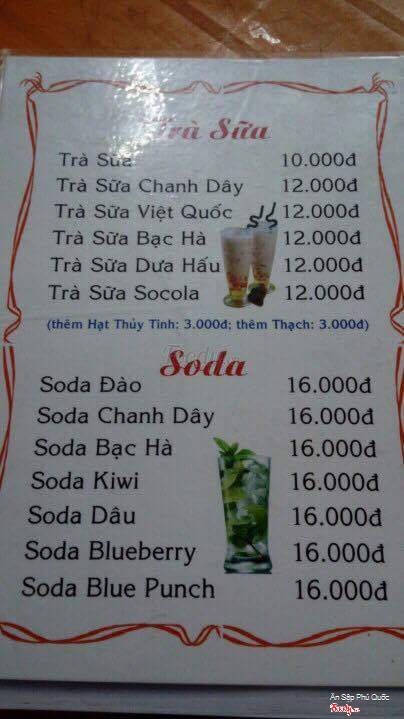 Trà Sữa
Trà Sữa 10.000đ
Trà Sữa Chanh Dây 12.000đ
Trà Sữa Việt Quốc 12.000đ
Trà Sữa Bạc Hà 12.000đ
Trà Sữa Dưa Hấu 12.000đ
Trà Sữa Socola 12.000đ
(thêm Hạt Thủy Tinh: 3.000đ; thêm Thạch: 3.000đ)
Soda
Soda Đào 16.000đ
Soda Chanh Dây 16.000đ
Soda Bạc Hà 16.000đ
Soda Kiwi 16.000đ
Soda Dâu 16.000đ
Soda Blueberry 16.000đ
Soda Blue Punch 16.000đ
Ăn Sập Phú Quốc
Foody.vn